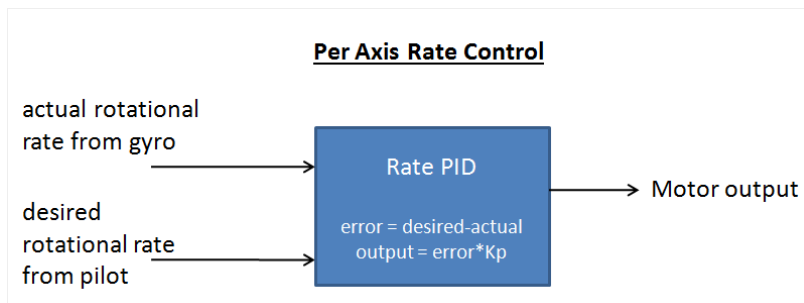 Per Axis Rate Control
actual rotational
rate from gyro
desired
rotational rate
from pilot
Rate PID
error = desired-actual
output = error*Kp
Motor output